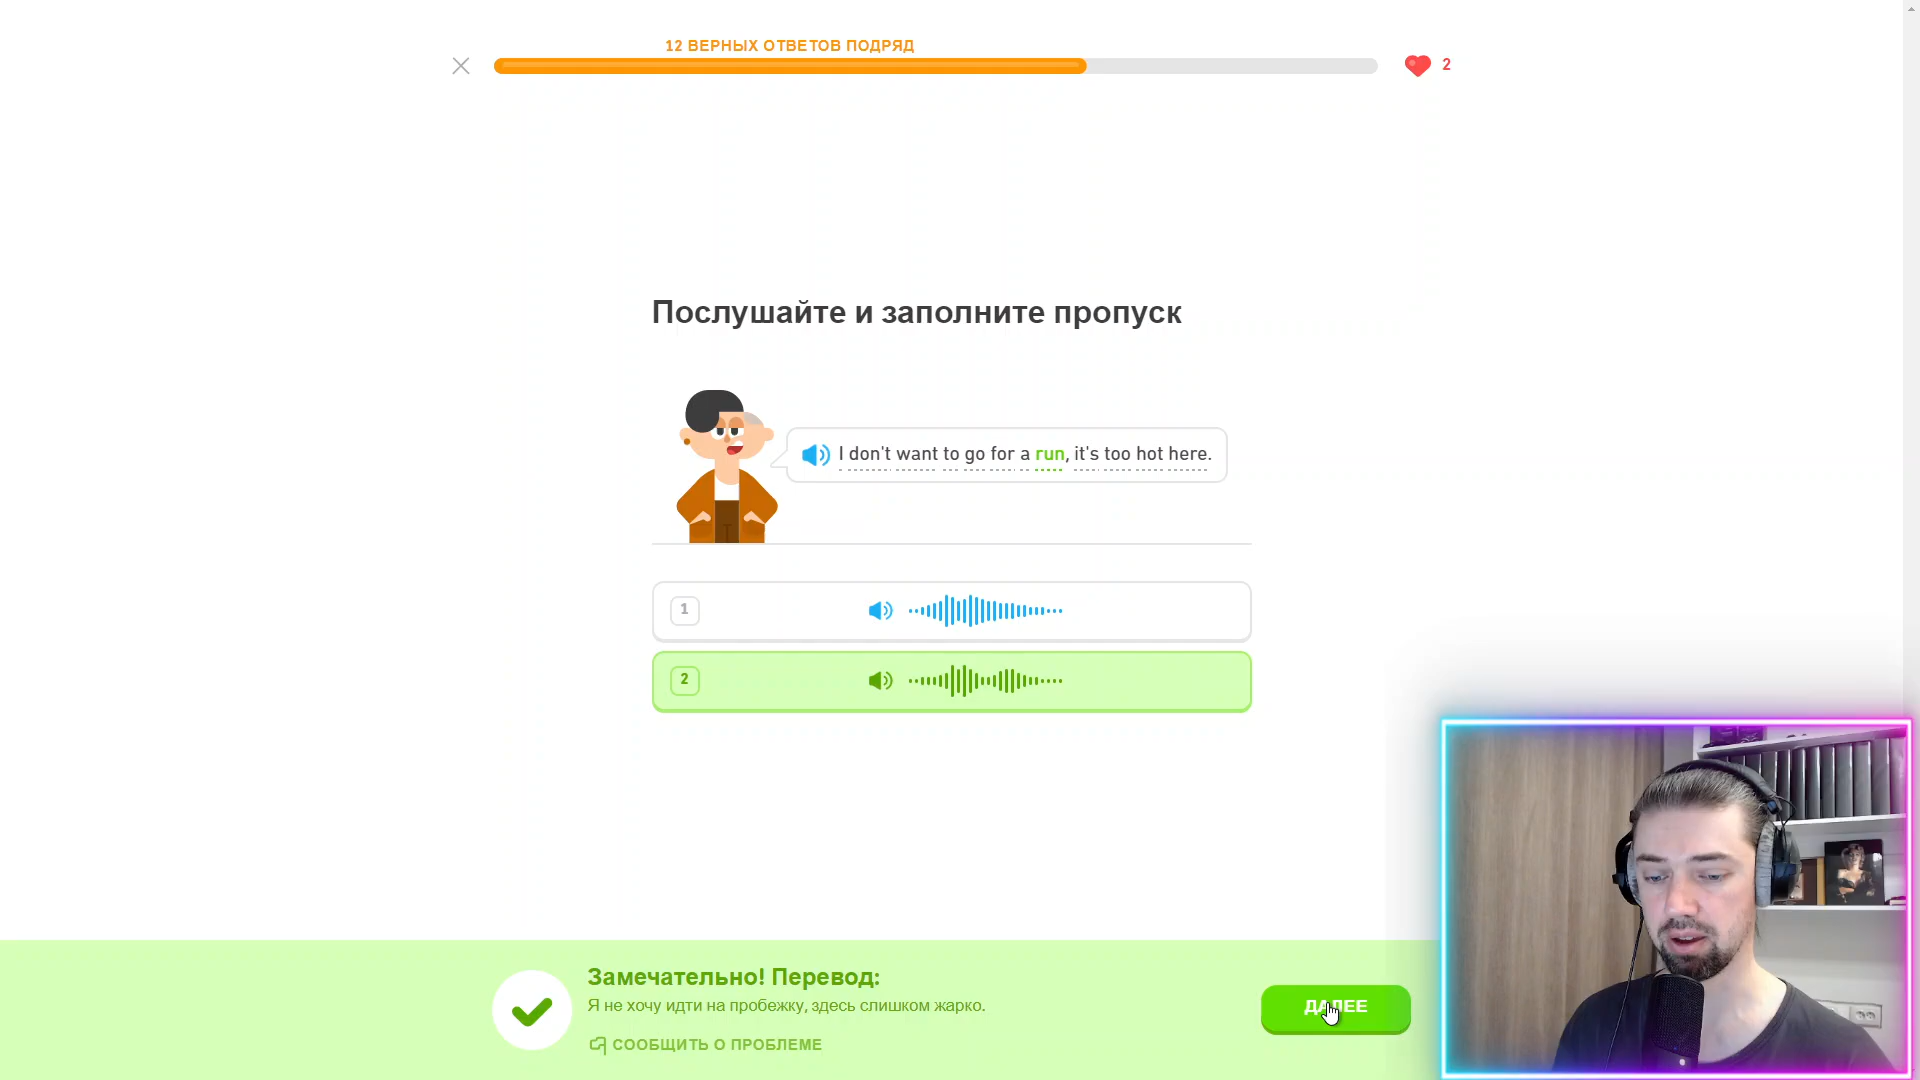 12 ВЕРНЫХ ОТВЕТОВ ПОДРЯД
2
Послушайте и заполните пропуск
I don't want to go for a run, it's too hot here.
1
2
Замечательно! Перевод:
Я не хочу идти на пробежку, здесь слишком жарко.
СООБЩИТЬ О ПРОБЛЕМЕ
ДАЛЕЕ